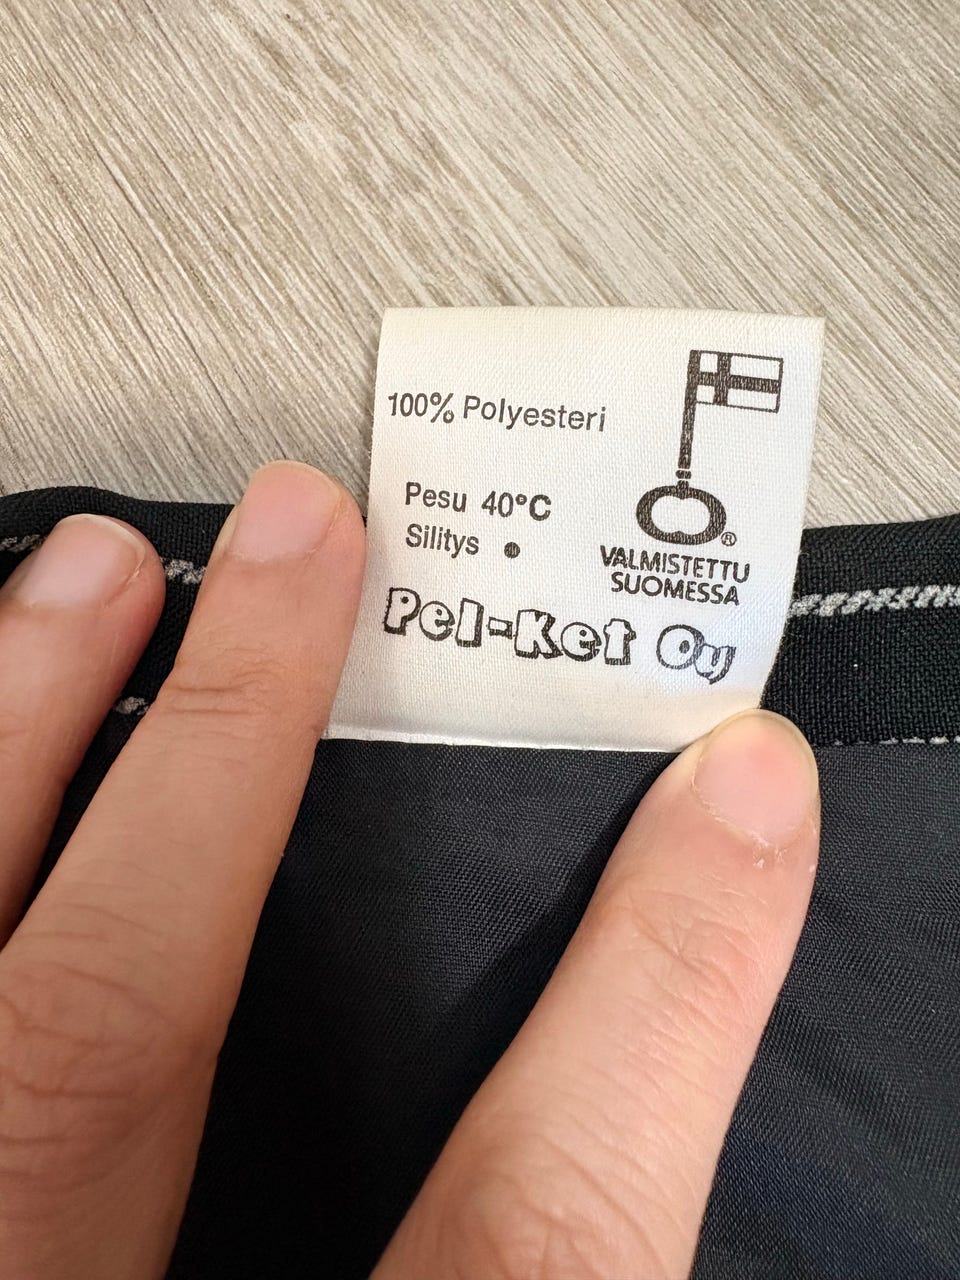 100% Polyesteri
Pesu 40°C
Silitys ●
®
VALMISTETTU
SUOMESSA
Pel-Ket Oy